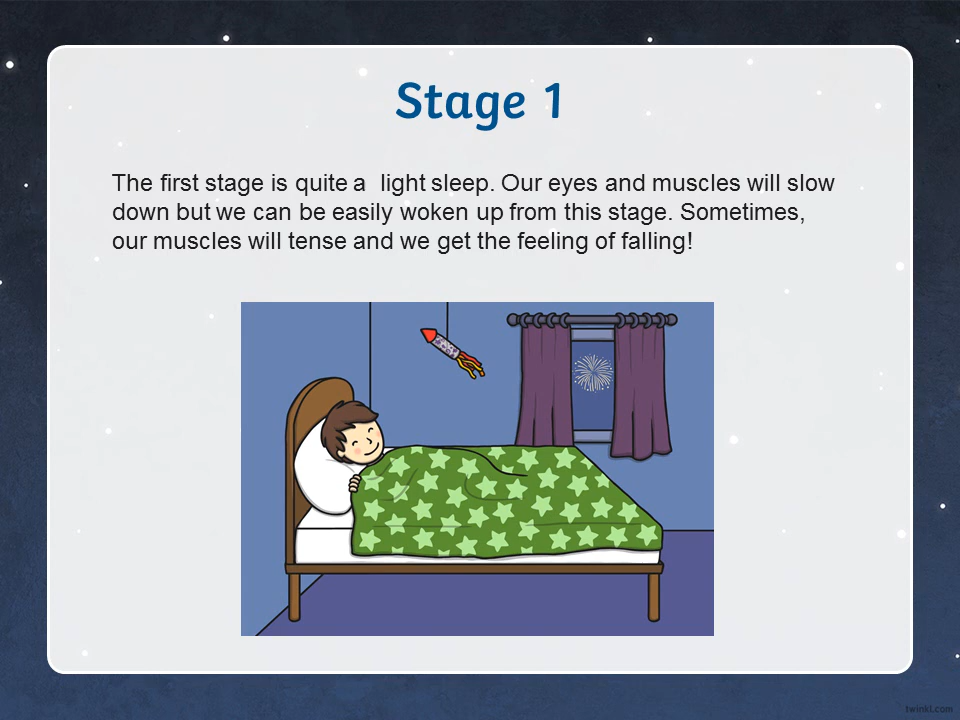 Stage 1
The first stage is quite a  light sleep. Our eyes and muscles will slow
down but we can be easily woken up from this stage. Sometimes,
our muscles will tense and we get the feeling of falling!
twinkl.com